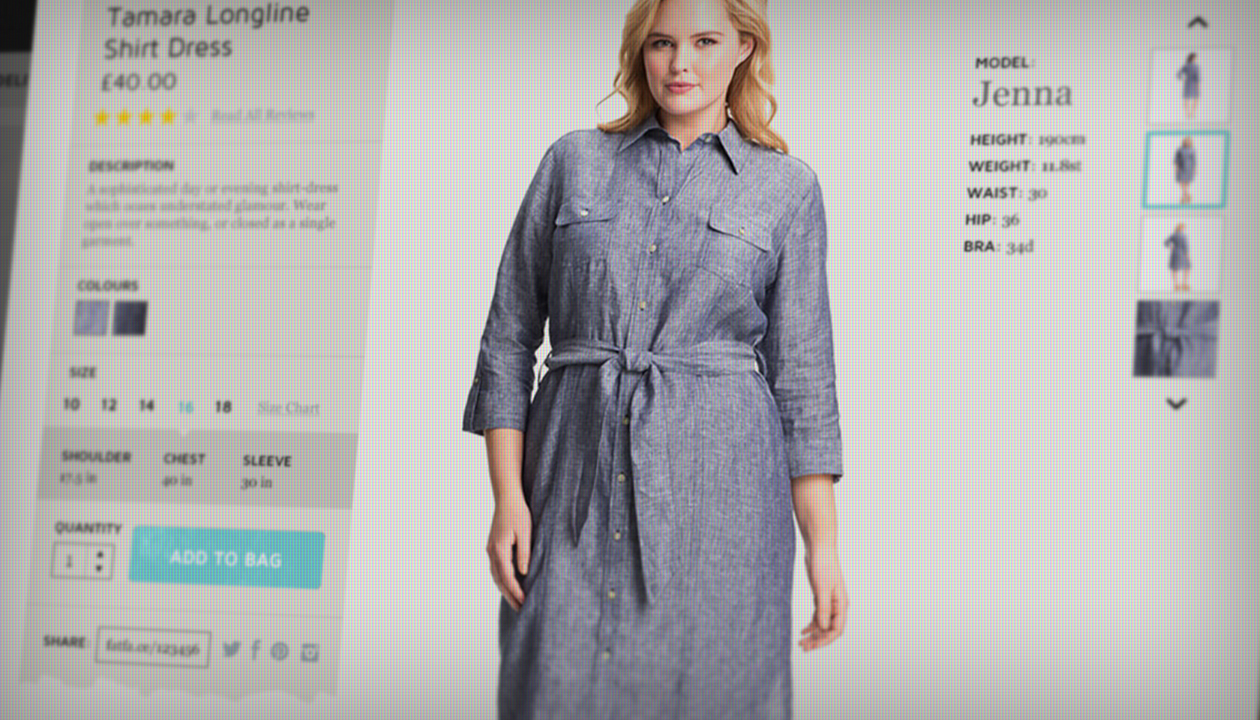 Tamara Longline
Shirt Dress
£40.00
Read All Reviews
DESCRIPTION
A sophisticated day or evening shirt-dress
which oozes understated glamour. Wear
open over something, or closed as a single
garment.
COLOURS
SIZE
10 12 14 16 18 Size Chart
SHOULDER CHEST SLEEVE
17.5 in 40 in 30 in
QUANTITY
1
ADD TO BAG
SHARE:
MODEL:
Jenna
HEIGHT: 190cm
WEIGHT: 11.8st
WAIST: 30
HIP: 36
BRA: 34d